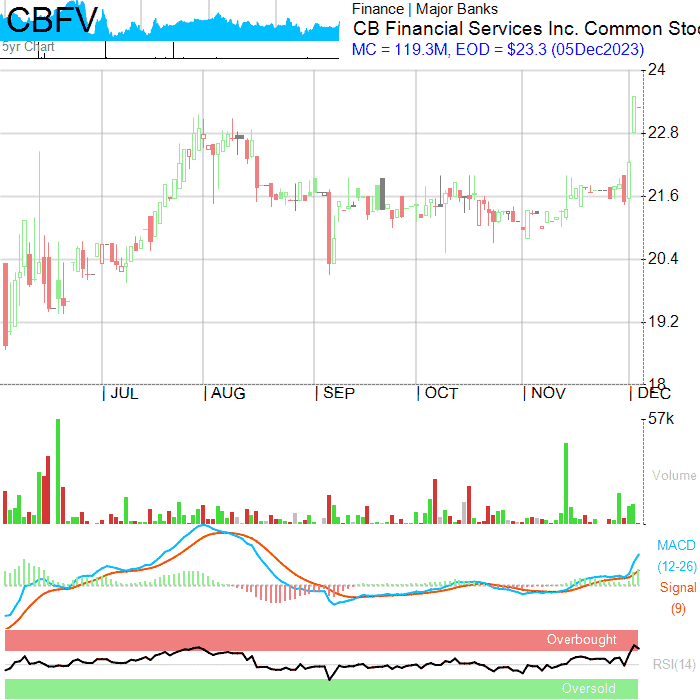 CBFV
5yr Chart
Finance | Major Banks
CB Financial Services Inc. Common Stoc
MC = 119.3M, EOD = $23.3 (05Dec2023)
24
22.8
21.6
20.4
19.2
18
| JUL | AUG | SEP | OCT | NOV | DEC
57k
Volume
MACD
(12-26)
Signal
(9)
Overbought
RSI(14)
Oversold